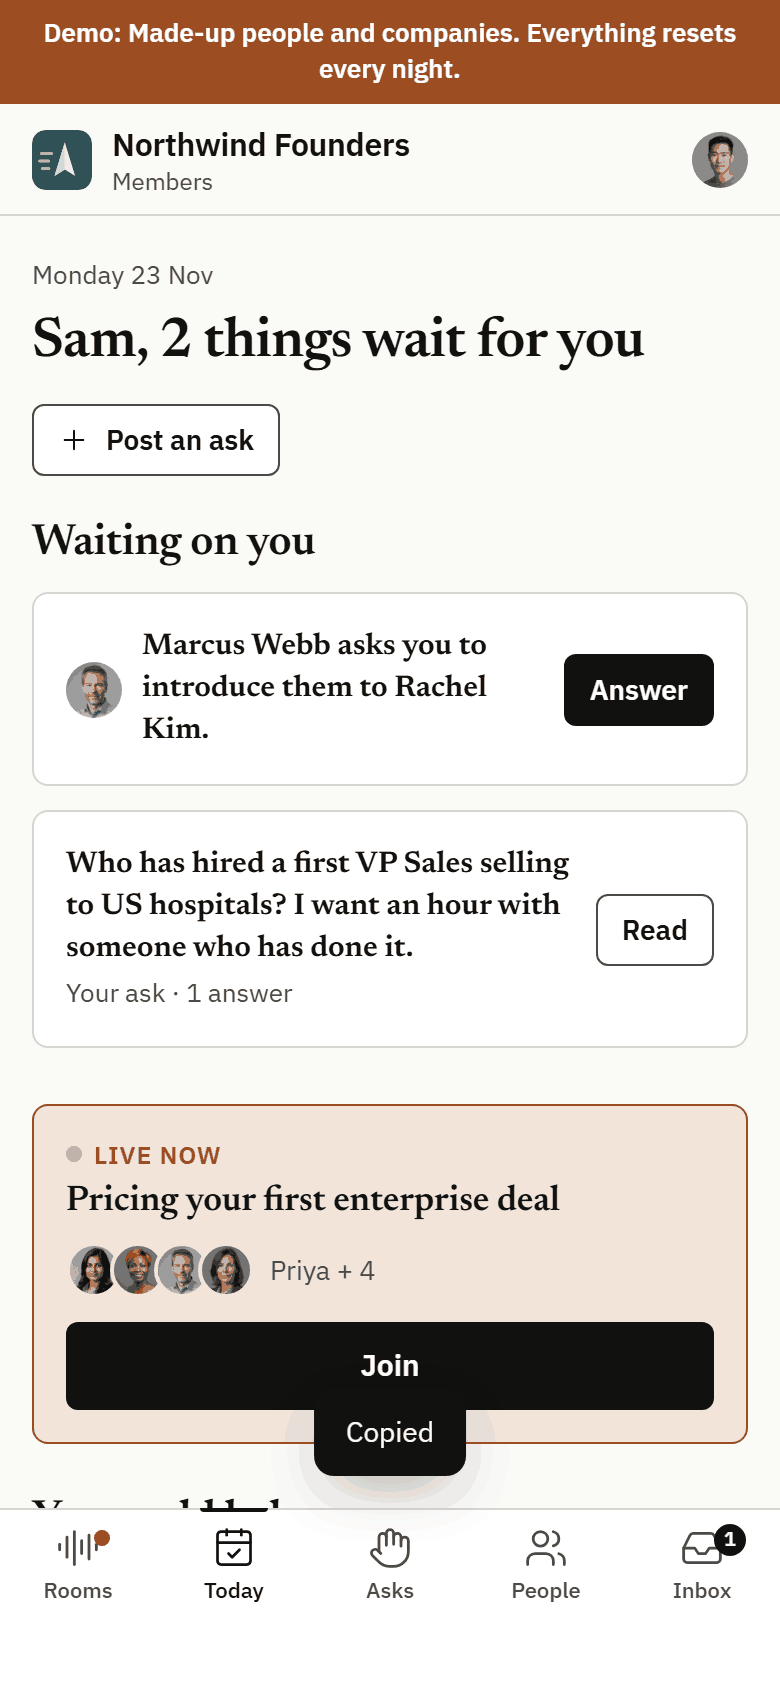 Demo: Made-up people and companies. Everything resets
every night.
Northwind Founders
Members
Monday 23 Nov
Sam, 2 things wait for you
Post an ask
Waiting on you
Marcus Webb asks you to
introduce them to Rachel
Kim.
Answer
Who has hired a first VP Sales selling
to US hospitals? I want an hour with
someone who has done it.
Your ask · 1 answer
Read
LIVE NOW
Pricing your first enterprise deal
Priya + 4
Join
Copied
Rooms
Today
Asks
People
1
Inbox